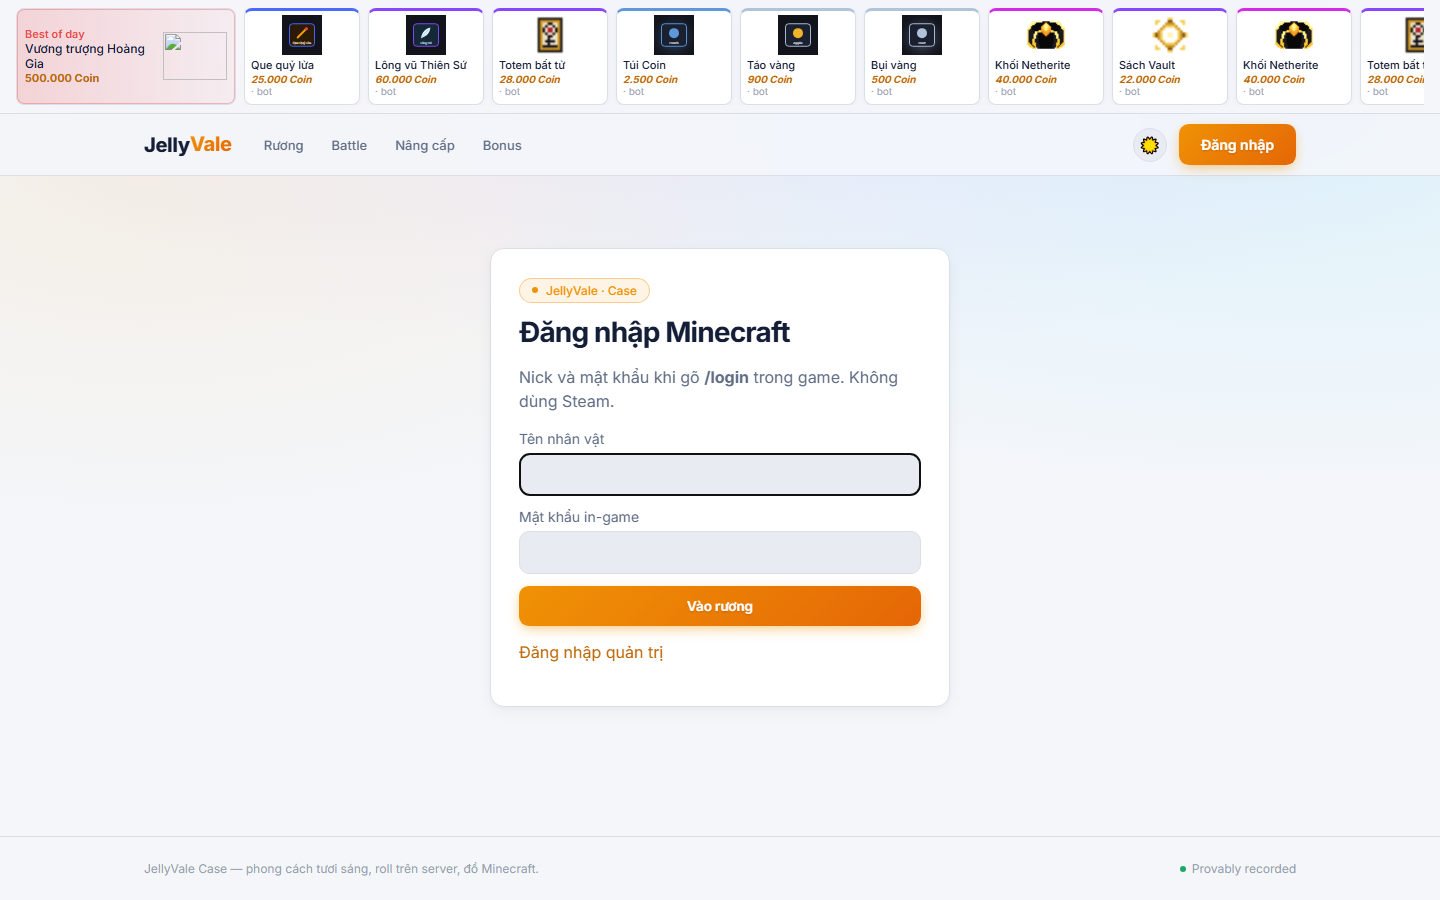 Best of day
Vương trượng Hoàng
Gia
500.000 Coin
Que quỷ lửa
25.000 Coin
· bot
Lông vũ Thiên Sứ
60.000 Coin
· bot
Totem bất tử
28.000 Coin
· bot
Túi Coin
2.500 Coin
· bot
Táo vàng
900 Coin
· bot
Bụi vàng
500 Coin
· bot
Khối Netherite
40.000 Coin
· bot
Sách Vault
22.000 Coin
· bot
Khối Netherite
40.000 Coin
· bot
Totem bất t
28.000 Coi
· bot
JellyVale
Rương
Battle
Nâng cấp
Bonus
Đăng nhập
JellyVale · Case
Đăng nhập Minecraft
Nick và mật khẩu khi gõ /login trong game. Không
dùng Steam.
Tên nhân vật
Mật khẩu in-game
Vào rương
Đăng nhập quản trị
JellyVale Case — phong cách tươi sáng, roll trên server, đồ Minecraft.
Provably recorded